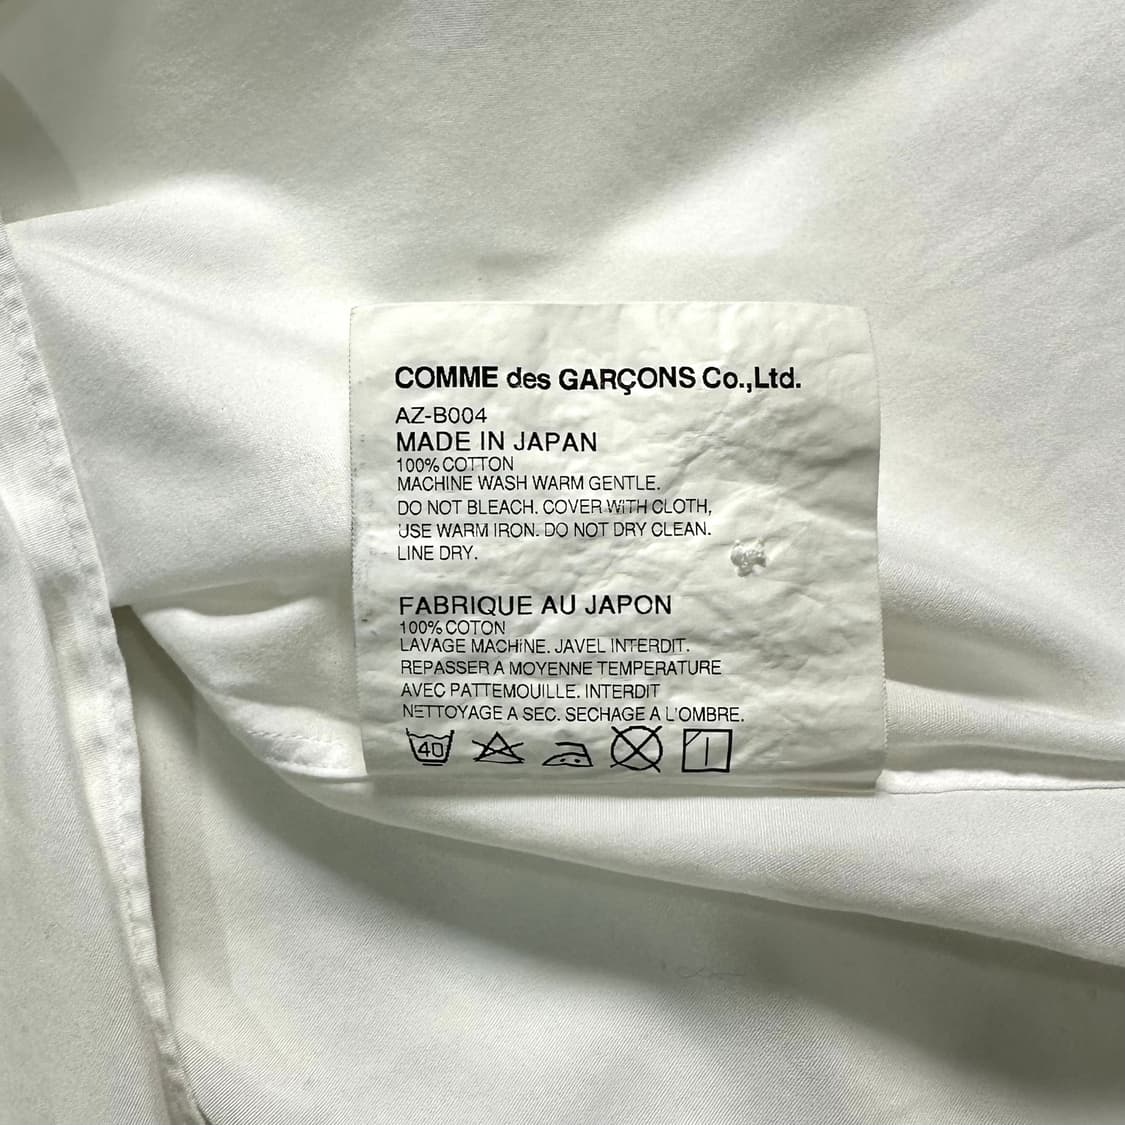 COMME des GARÇONS Co.,Ltd.
AZ-B004
MADE IN JAPAN
100% COTTON
MACHINE WASH WARM GENTLE.
DO NOT BLEACH. COVER WITH CLOTH,
USE WARM IRON. DO NOT DRY CLEAN.
LINE DRY.
FABRIQUE AU JAPON
100% COTON
LAVAGE MACHINE. JAVEL INTERDIT.
REPASSER A MOYENNE TEMPERATURE
AVEC PATTEMOUILLE. INTERDIT
NETTOYAGE A SEC. SECHAGE A L'OMBRE.
40